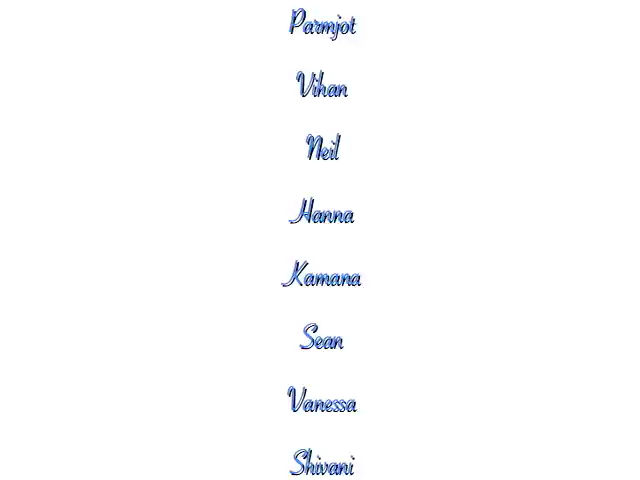 Parmjot
Vihan
Neil
Hanna
Kamana
Sean
Vanessa
Shivani